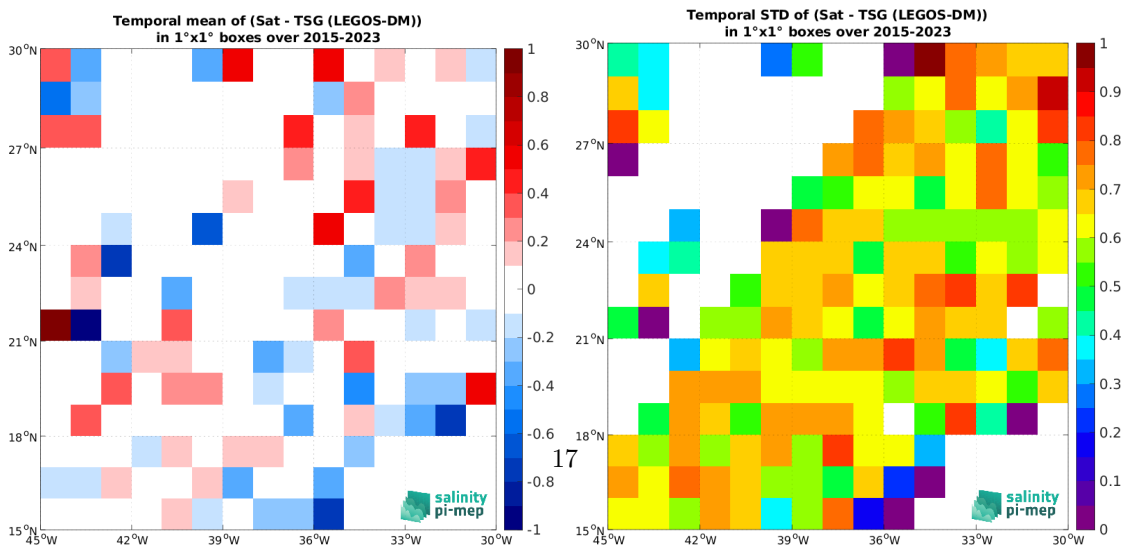 Temporal mean of (Sat - TSG (LEGOS-DM))
in 1°x1° boxes over 2015-2023
30°N
27°N
24°N
21°N
18°N
15°N
45°W 42°W 39°W 36°W 33°W 30°W
1
0.8
0.6
0.4
0.2
0
-0.2
-0.4
-0.6
-0.8
-1
salinity
pi-mep
17
Temporal STD of (Sat - TSG (LEGOS-DM))
in 1°x1° boxes over 2015-2023
30°N
27°N
24°N
21°N
18°N
15°N
45°W 42°W 39°W 36°W 33°W 30°W
1
0.9
0.8
0.7
0.6
0.5
0.4
0.3
0.2
0.1
0
salinity
pi-mep